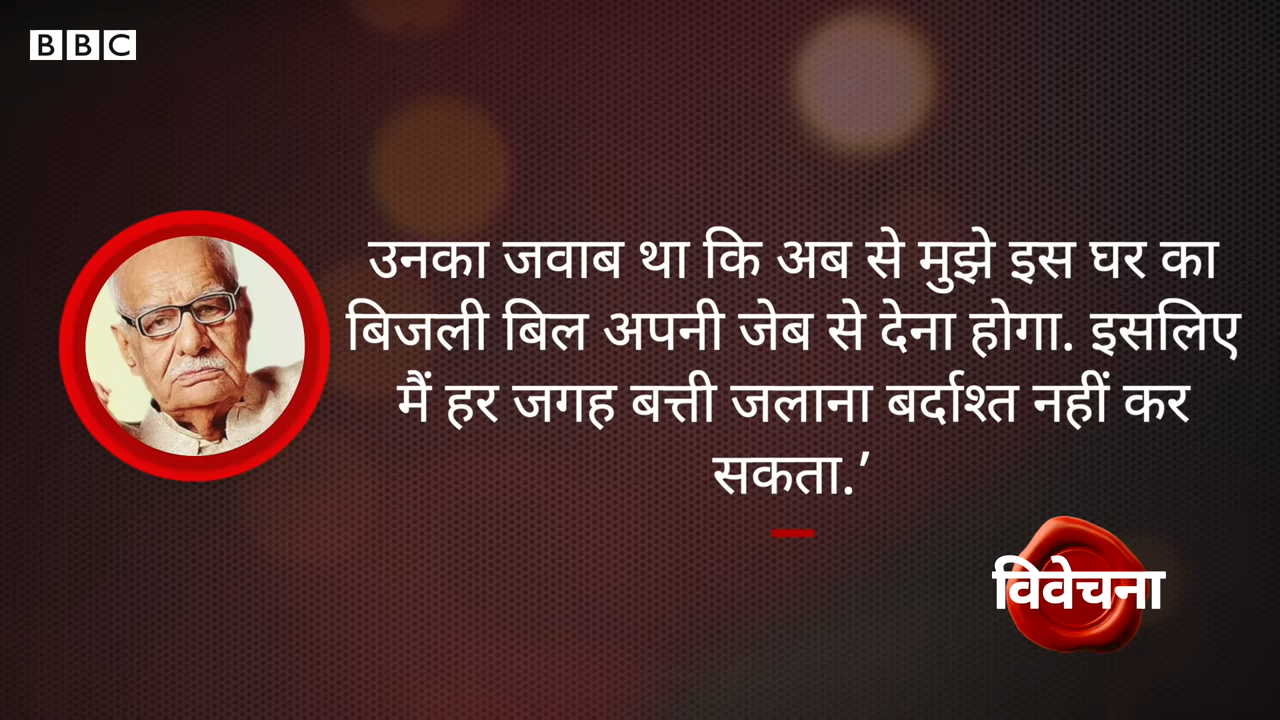 BBC
उनका जवाब था कि अब से मुझे इस घर का
बिजली बिल अपनी जेब से देना होगा. इसलिए
मैं हर जगह बत्ती जलाना बर्दाश्त नहीं कर
सकता.’
विवेचना